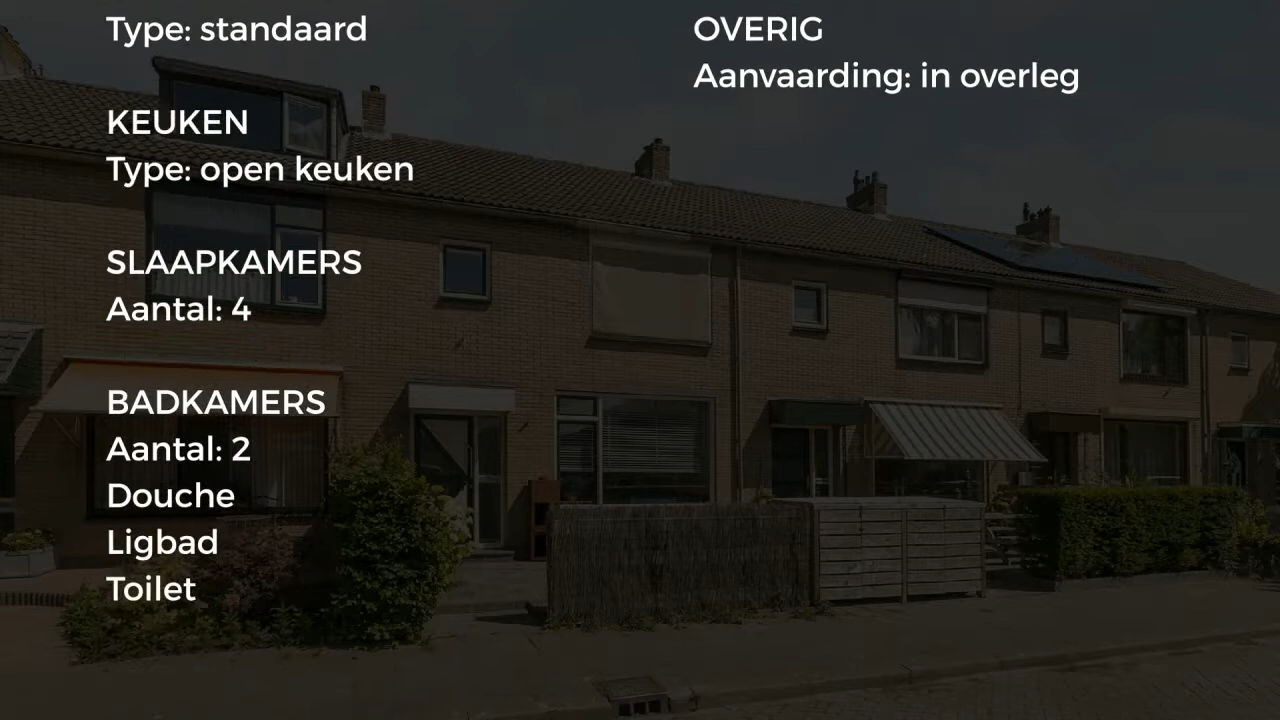 Type: standaard
KEUKEN
Type: open keuken
SLAAPKAMERS
Aantal: 4
BADKAMERS
Aantal: 2
Douche
Ligbad
Toilet
OVERIG
Aanvaarding: in overleg